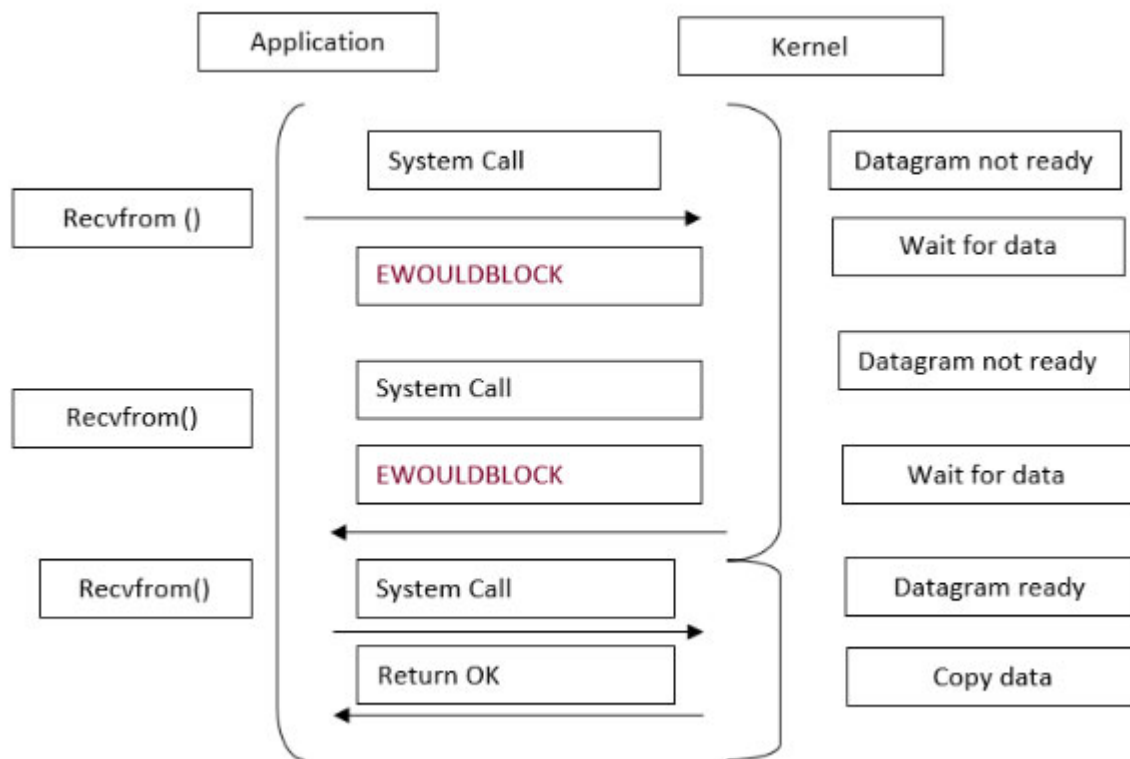 Application
Kernel
System Call
Datagram not ready
Recvfrom ()
Wait for data
EWOULDBLOCK
Datagram not ready
System Call
Recvfrom()
EWOULDBLOCK
Wait for data
Recvfrom()
System Call
Datagram ready
Return OK
Copy data